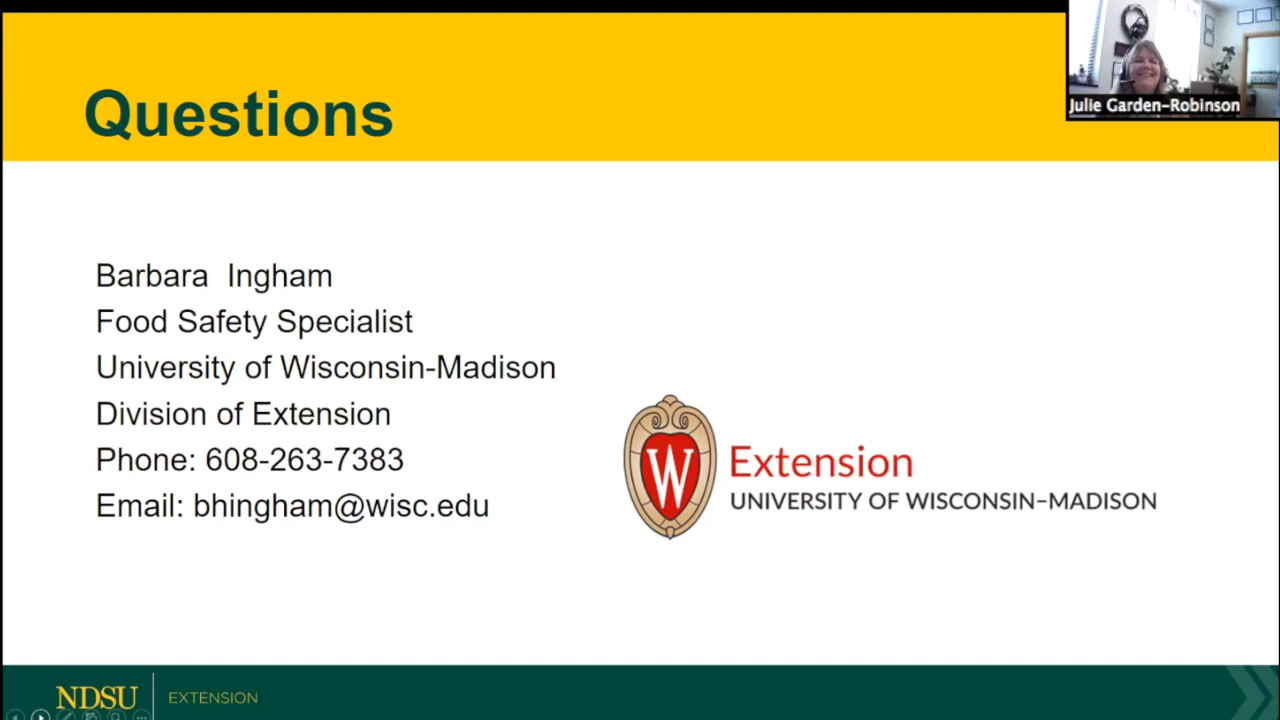 Questions
Julie Garden-Robinson
Barbara Ingham
Food Safety Specialist
University of Wisconsin-Madison
Division of Extension
Phone: 608-263-7383
Email: bhingham@wisc.edu
W
Extension
UNIVERSITY OF WISCONSIN–MADISON
NDSU EXTENSION